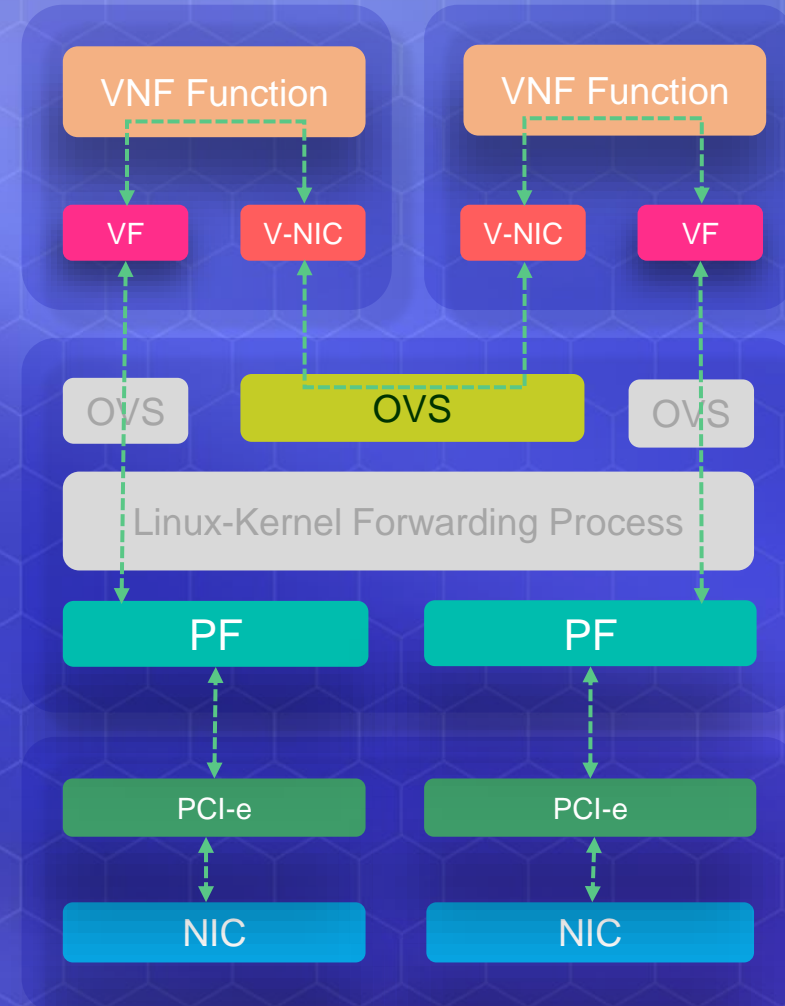 VNF Function
VNF Function
VF
V-NIC
V-NIC
VF
OVS
OVS
OVS
Linux-Kernel Forwarding Process
PF
PF
PCI-e
PCI-e
NIC
NIC